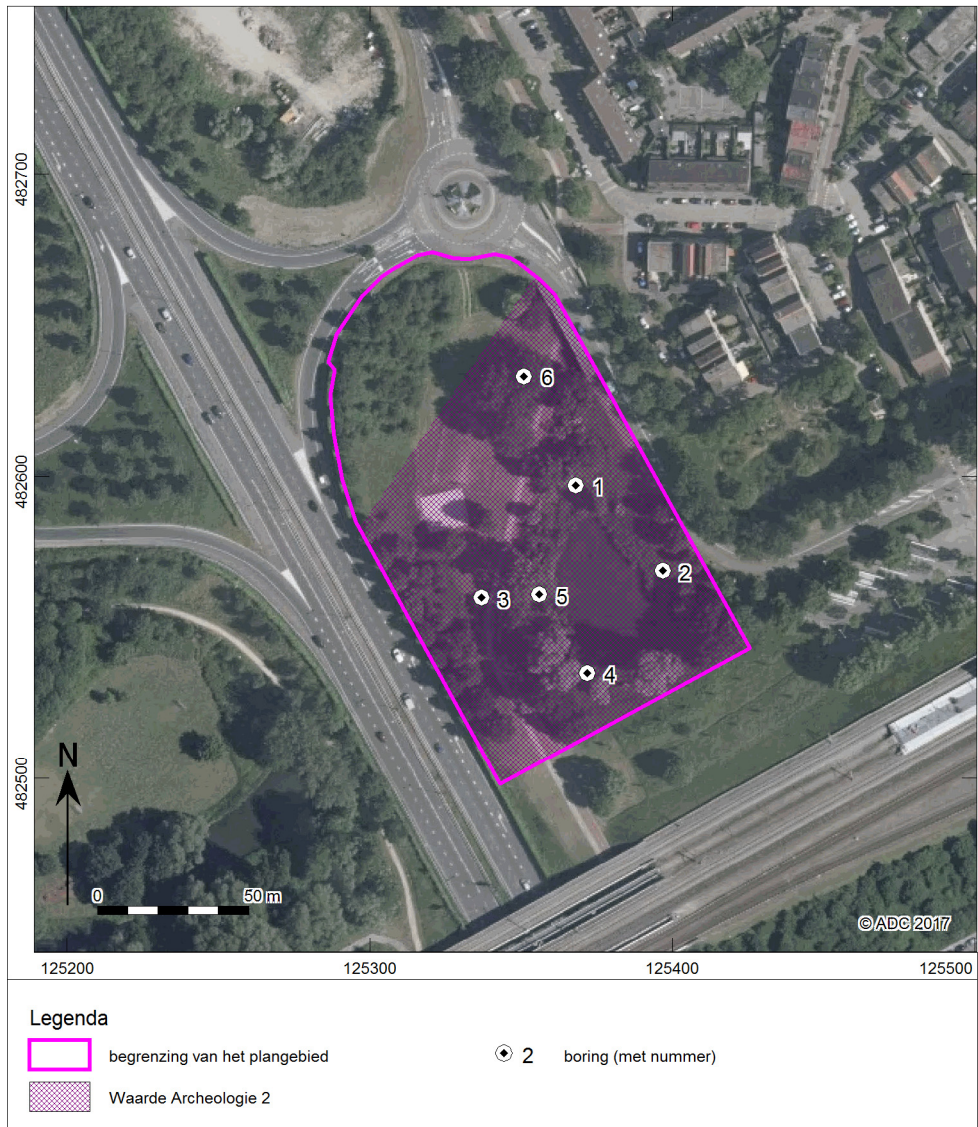 482700
482600
482500
6
1
2
3
5
4
N
0 50 m
© ADC 2017
125200 125300 125400 125500
Legenda
begrenzing van het plangebied
2 boring (met nummer)
Waarde Archeologie 2